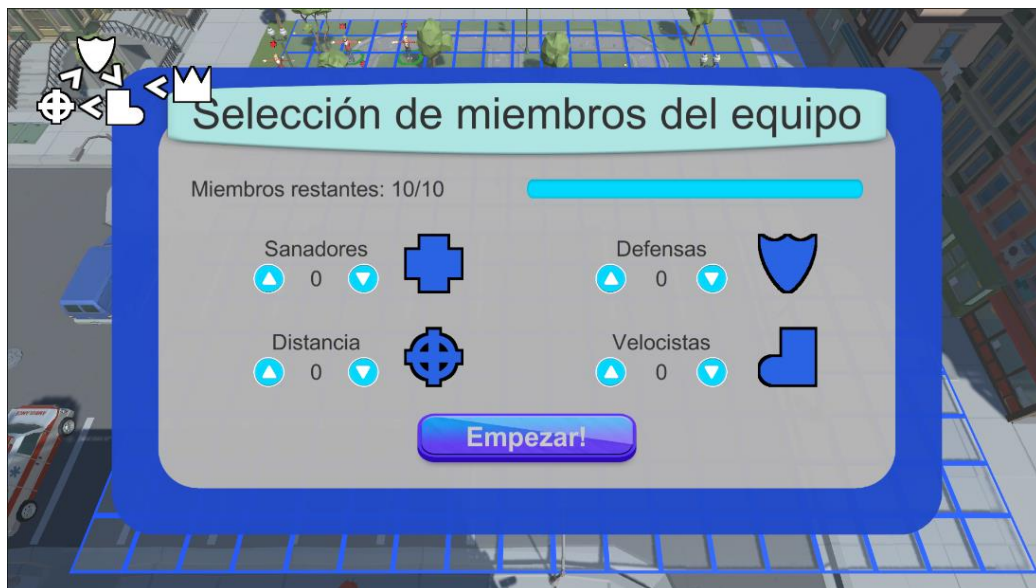 Selección de miembros del equipo
Miembros restantes: 10/10
Sanadores
0
Defensas
0
Distancia
0
Velocistas
0
Empezar!